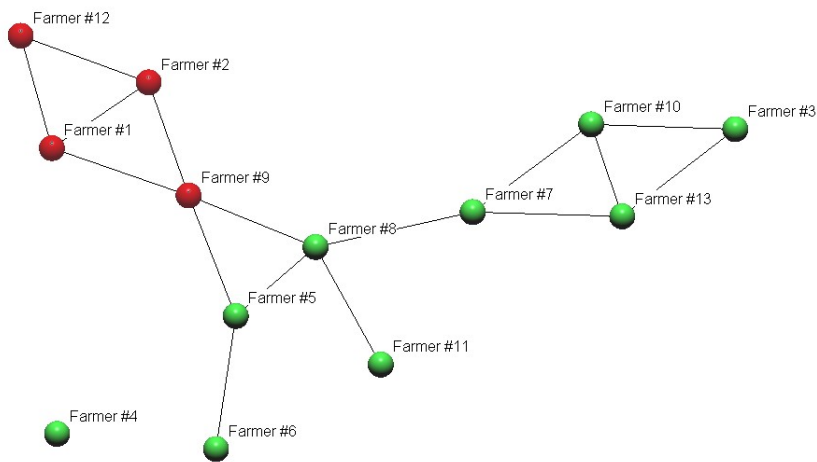 Farmer #12
Farmer #2
Farmer #10
Farmer #3
Farmer #1
Farmer #9
Farmer #7
Farmer #13
Farmer #8
Farmer #5
Farmer #11
Farmer #4
Farmer #6